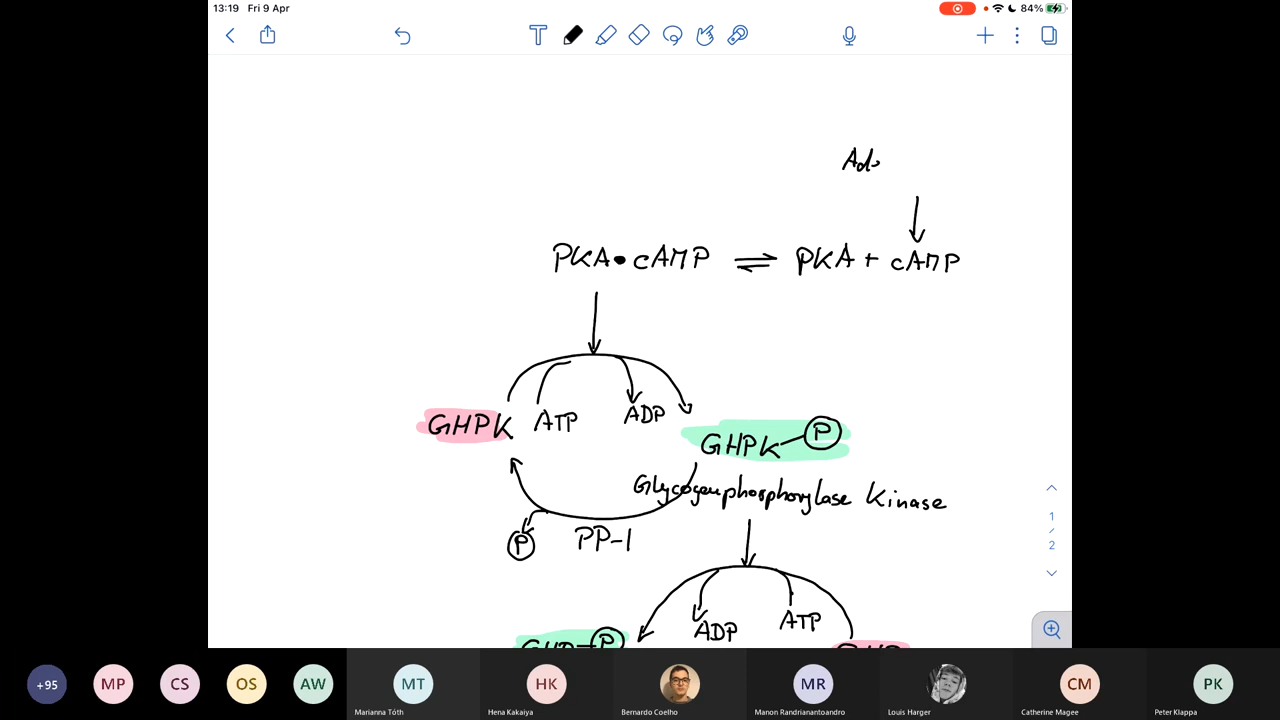 13:19 Fri 9 Apr
84%
Ad
PKA•cAMP ⇌ PKA + cAMP
GHPK ATP ADP
GHPK-P
Glycogenphosphorylase Kinase
P PP-1
ADP ATP
GHP-P
1
/
2
+95 MP CS OS AW MT HK MR CM PK
Marianna Tóth Hena Kakaiya Bernardo Coelho Manon Randrianantoandro Louis Harger Catherine Magee Peter Klappa